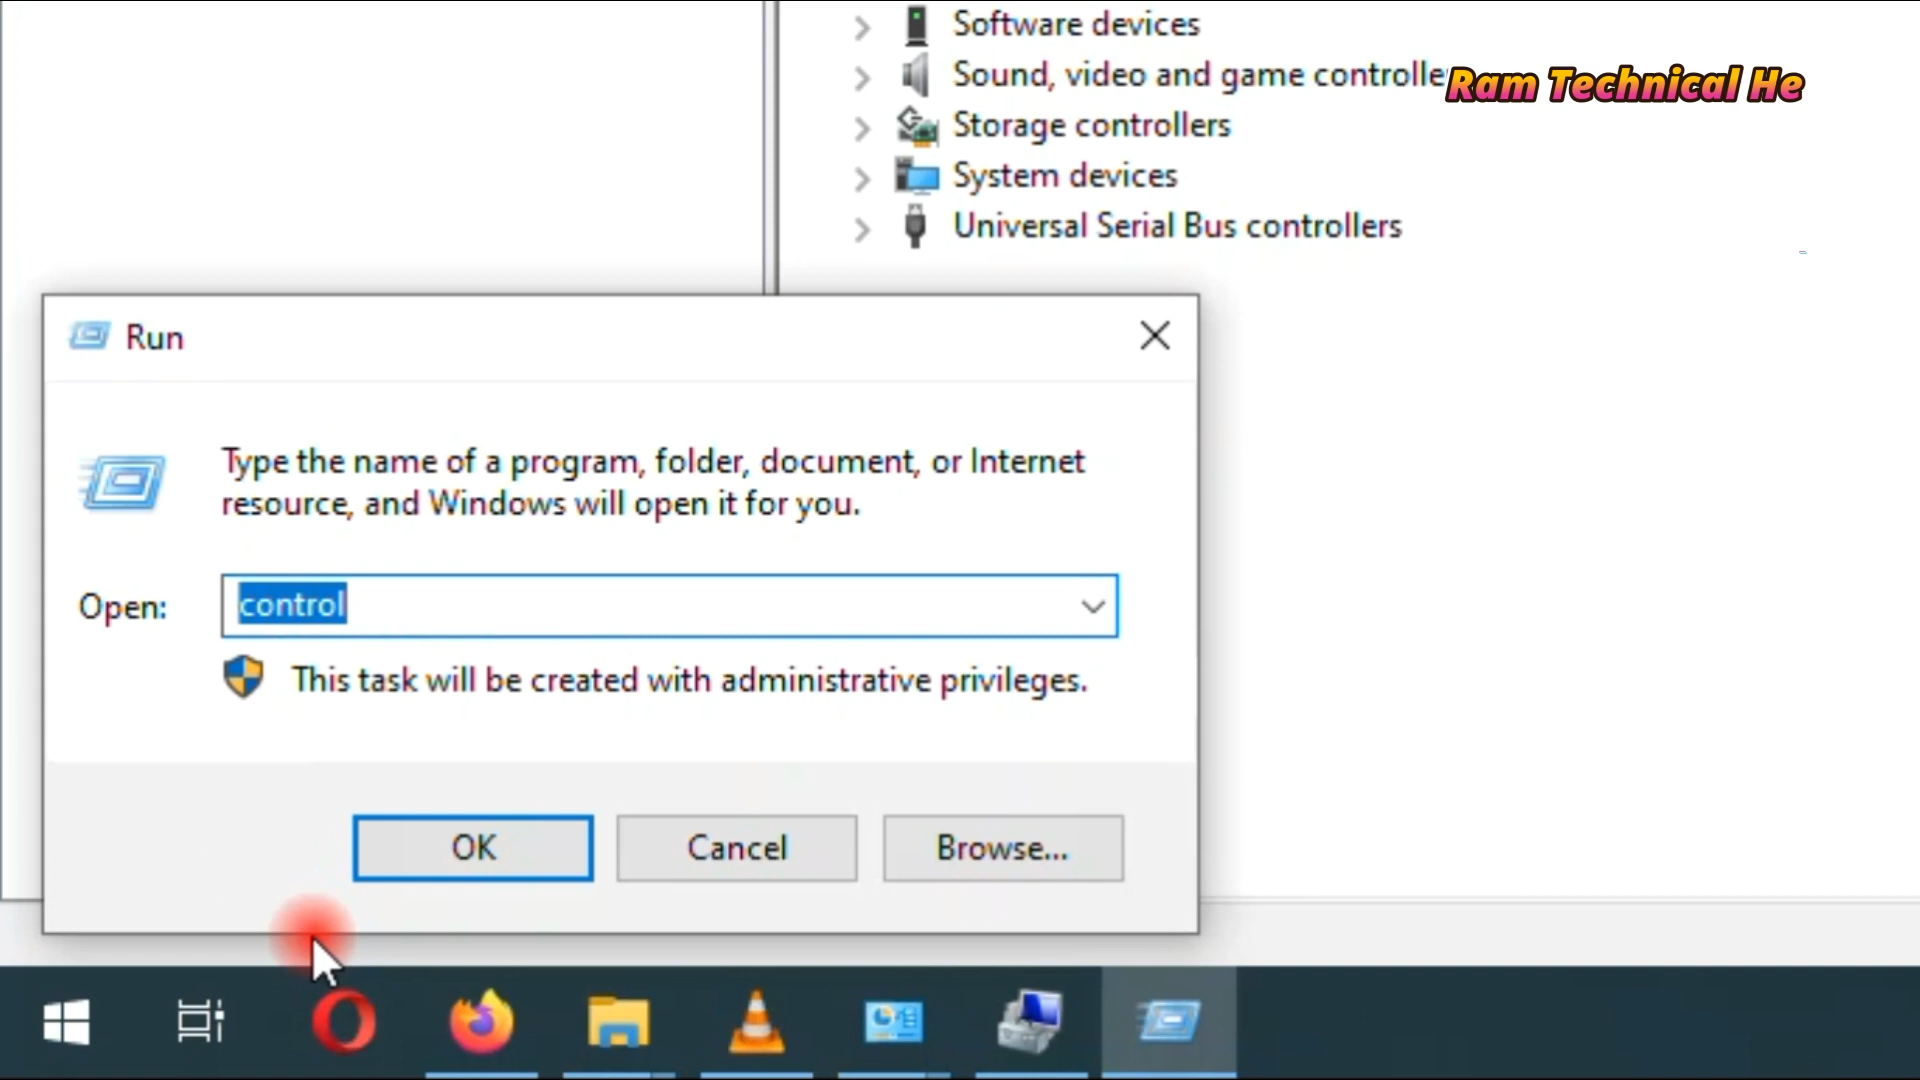 Software devices
Sound, video and game controlle
Ram Technical He
Storage controllers
System devices
Universal Serial Bus controllers
Run
Type the name of a program, folder, document, or Internet
resource, and Windows will open it for you.
Open: control
This task will be created with administrative privileges.
OK Cancel Browse...